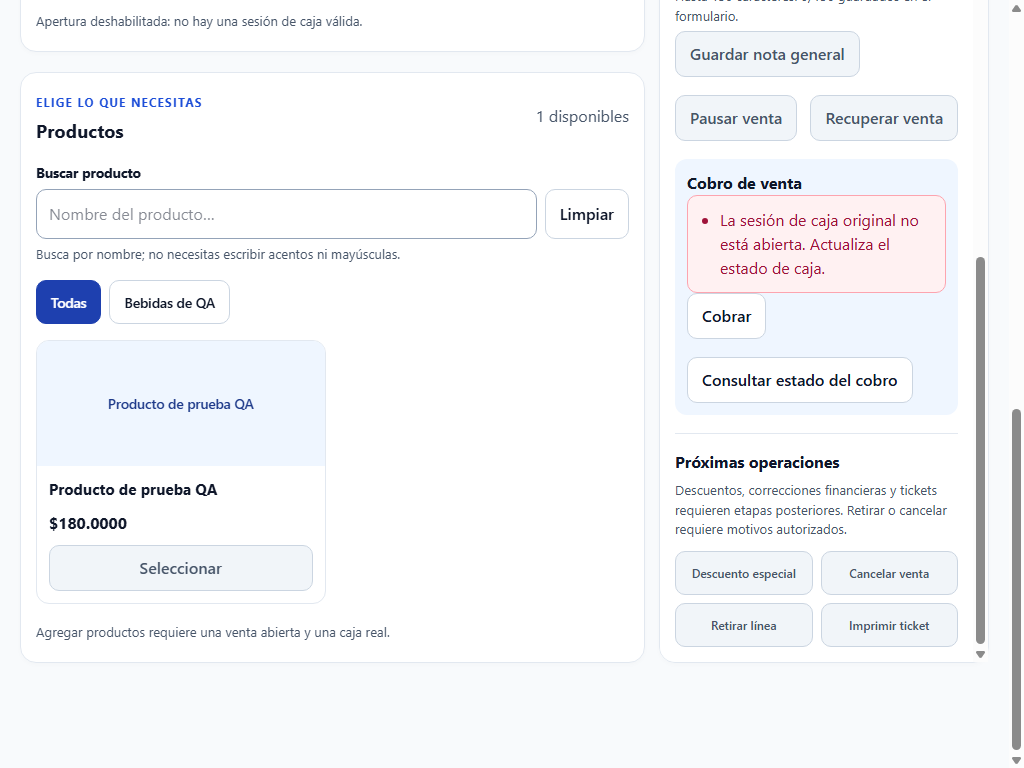 Apertura deshabilitada: no hay una sesión de caja válida.
ELIGE LO QUE NECESITAS
Productos
1 disponibles
Buscar producto
Nombre del producto...
Limpiar
Busca por nombre; no necesitas escribir acentos ni mayúsculas.
Todas
Bebidas de QA
Producto de prueba QA
Producto de prueba QA
$180.0000
Seleccionar
Agregar productos requiere una venta abierta y una caja real.
formulario.
Guardar nota general
Pausar venta
Recuperar venta
Cobro de venta
La sesión de caja original no
está abierta. Actualiza el
estado de caja.
Cobrar
Consultar estado del cobro
Próximas operaciones
Descuentos, correcciones financieras y tickets
requieren etapas posteriores. Retirar o cancelar
requiere motivos autorizados.
Descuento especial
Cancelar venta
Retirar línea
Imprimir ticket